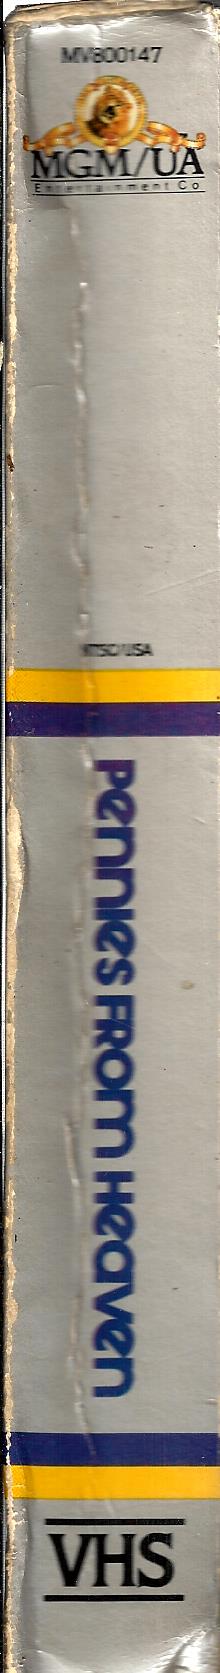 MV800147
MGM/UA
Entertainment Co
NTSC/USA
Pennies From Heaven
VHS